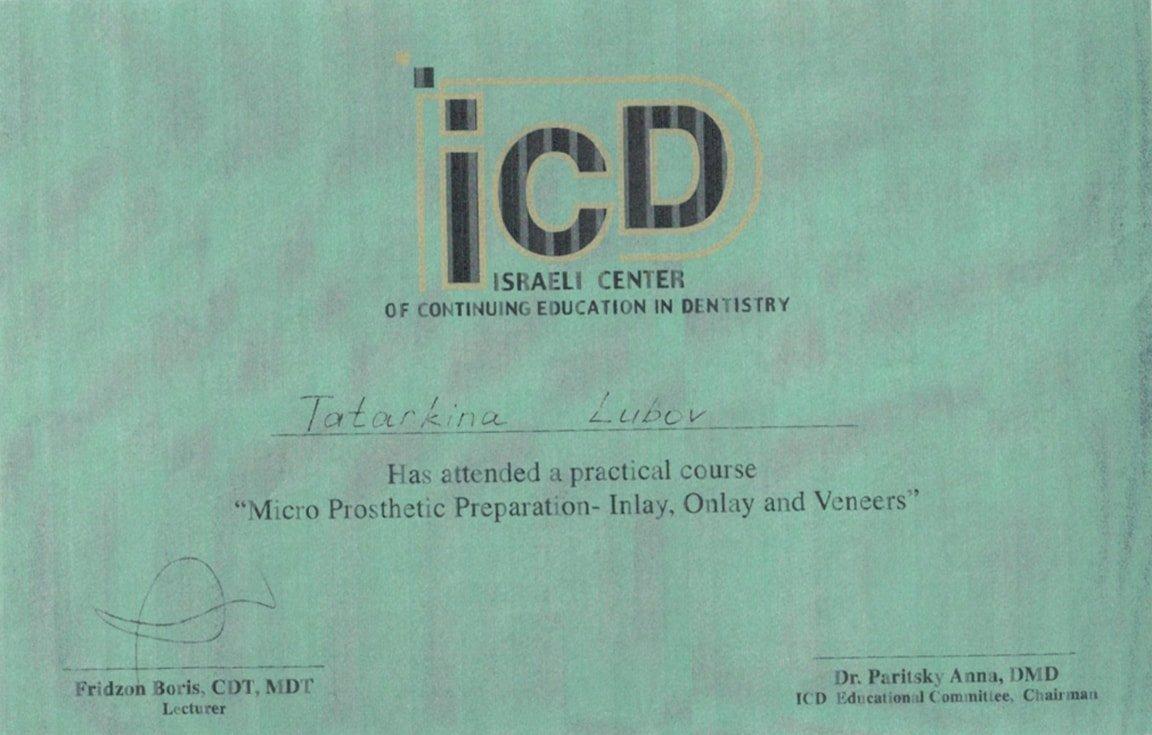 iCD
ISRAELI CENTER
OF CONTINUING EDUCATION IN DENTISTRY
Tatarkina Lubov
Has attended a practical course
“Micro Prosthetic Preparation- Inlay, Onlay and Veneers”
Fridzon Boris, CDT, MDT
Lecturer
Dr. Paritsky Anna, DMD
ICD Educational Committee, Chairman